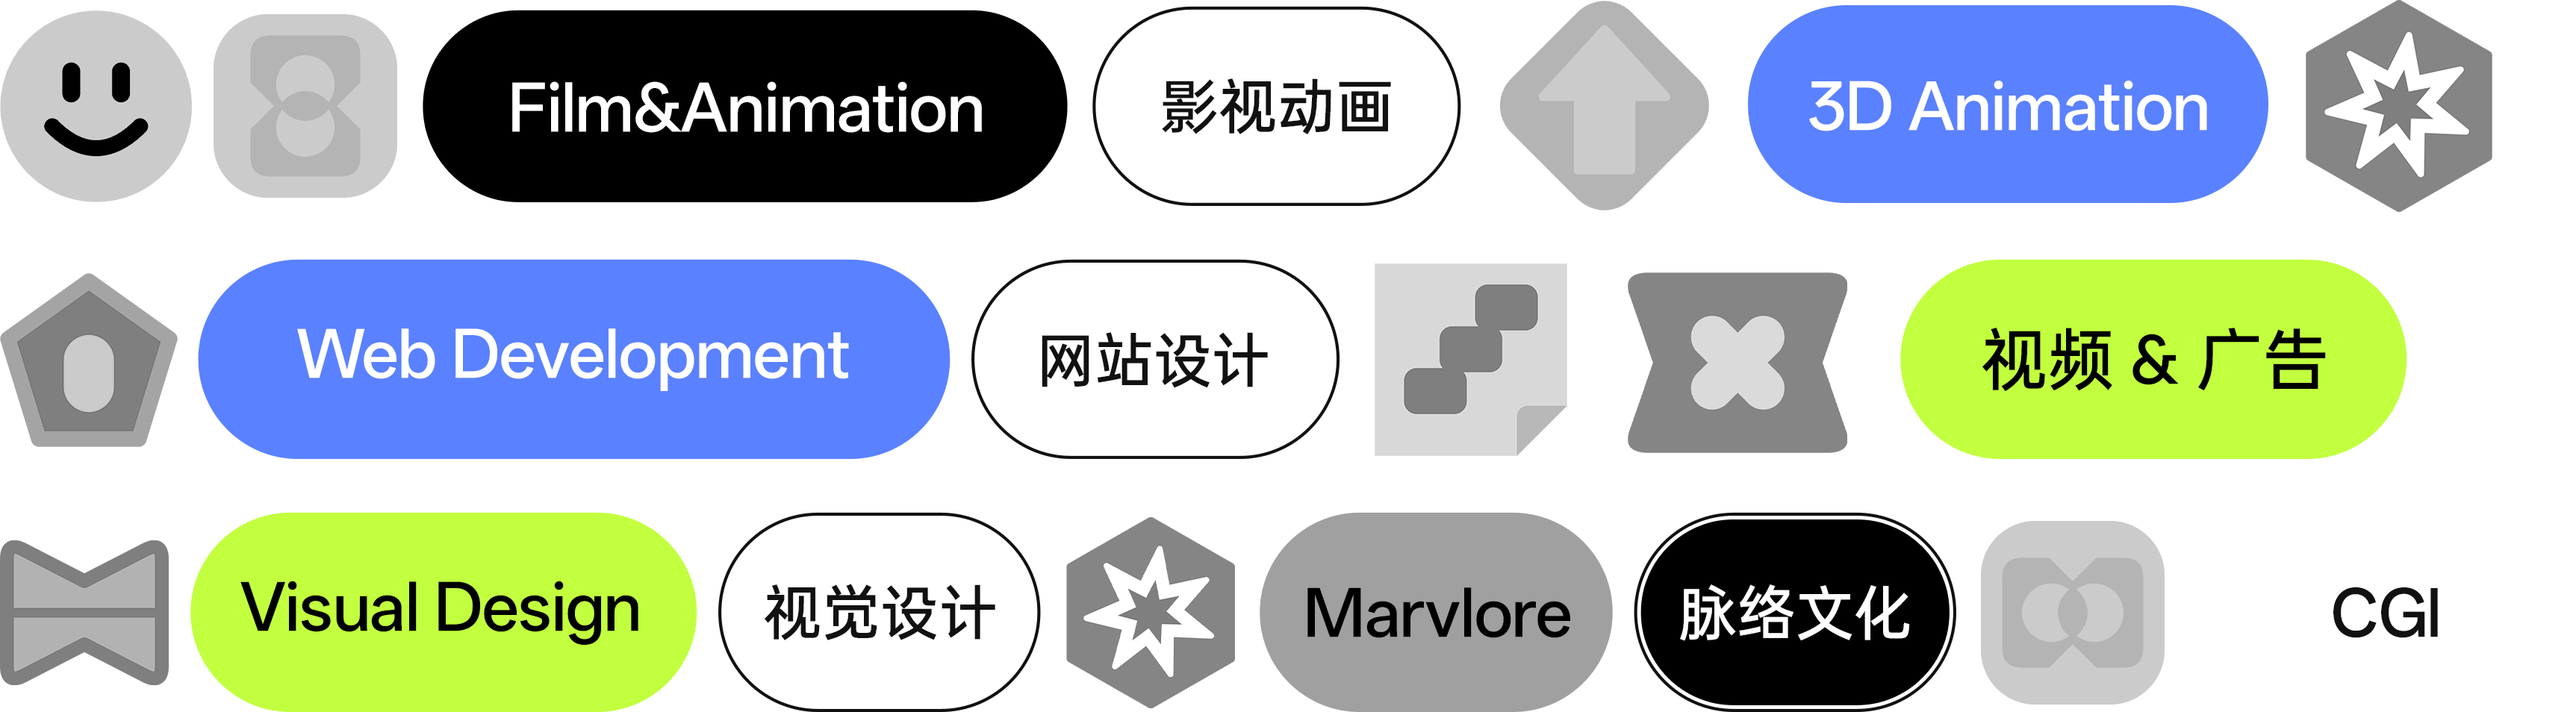 Film&Animation
影视动画
3D Animation
Web Development
网站设计
视频 & 广告
Visual Design
视觉设计
Marvlore
脉络文化
CGI